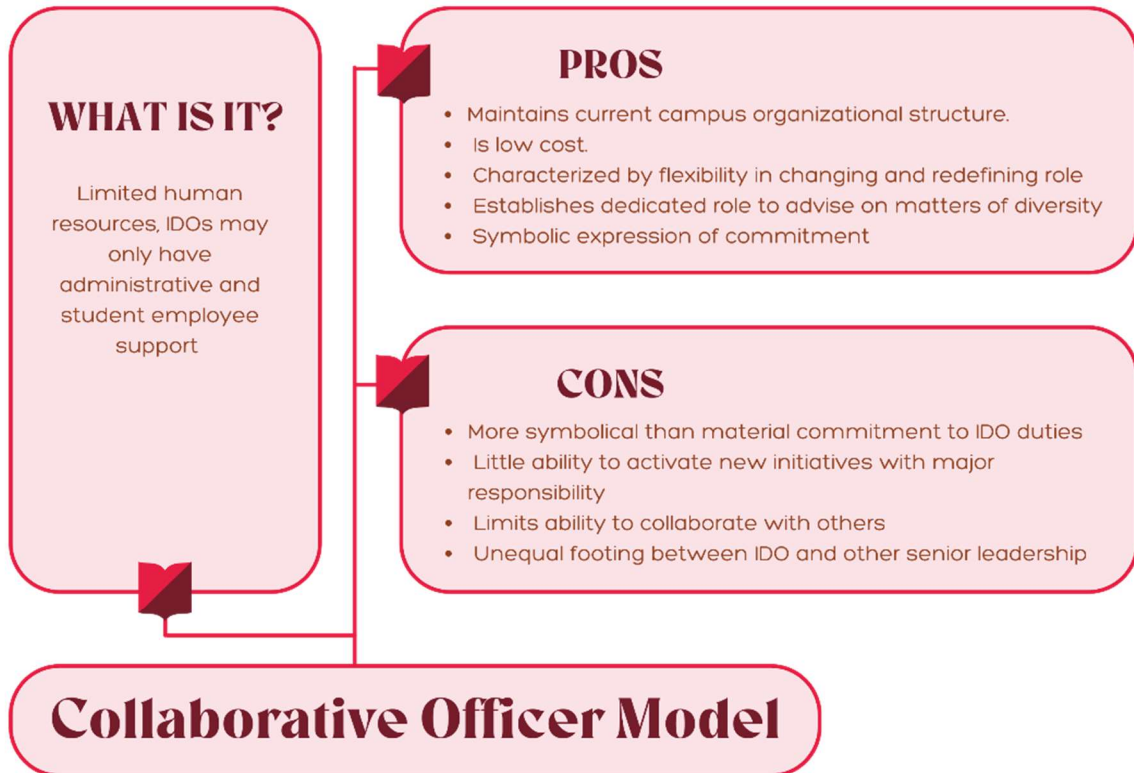 WHAT IS IT?
Limited human
resources, IDOs may
only have
administrative and
student employee
support
PROS
• Maintains current campus organizational structure.
• Is low cost.
• Characterized by flexibility in changing and redefining role
• Establishes dedicated role to advise on matters of diversity
• Symbolic expression of commitment
CONS
• More symbolical than material commitment to IDO duties
• Little ability to activate new initiatives with major
responsibility
• Limits ability to collaborate with others
• Unequal footing between IDO and other senior leadership
Collaborative Officer Model